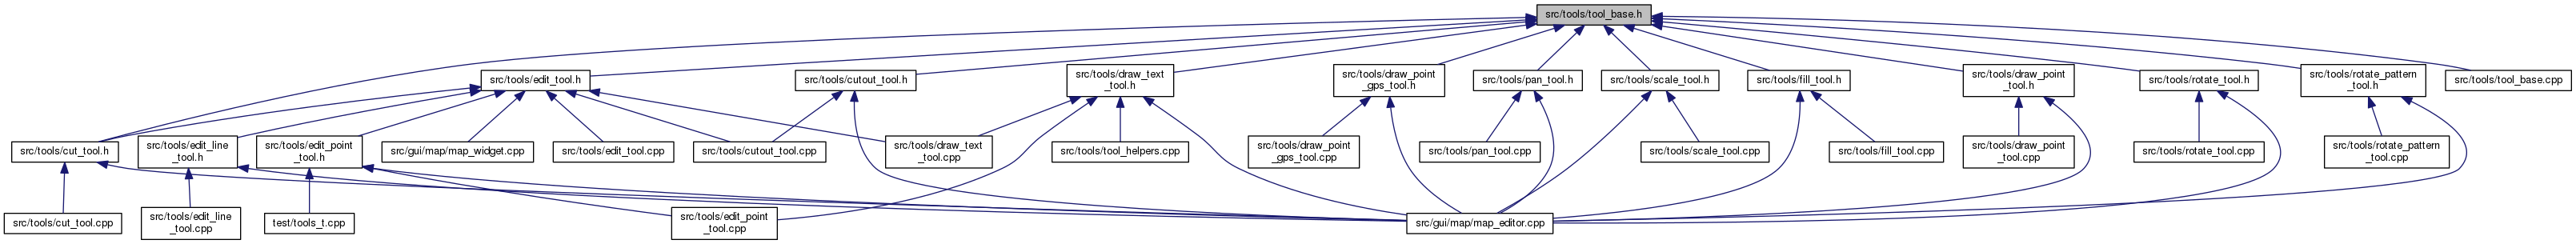 src/tools/tool_base.h
src/tools/edit_tool.h
src/tools/cutout_tool.h
src/tools/draw_text
_tool.h
src/tools/draw_point
_gps_tool.h
src/tools/pan_tool.h
src/tools/scale_tool.h
src/tools/fill_tool.h
src/tools/draw_point
_tool.h
src/tools/rotate_tool.h
src/tools/rotate_pattern
_tool.h
src/tools/tool_base.cpp
src/tools/cut_tool.h
src/tools/edit_line
_tool.h
src/tools/edit_point
_tool.h
src/gui/map/map_widget.cpp
src/tools/edit_tool.cpp
src/tools/cutout_tool.cpp
src/tools/draw_text
_tool.cpp
src/tools/tool_helpers.cpp
src/tools/draw_point
_gps_tool.cpp
src/tools/pan_tool.cpp
src/tools/scale_tool.cpp
src/tools/fill_tool.cpp
src/tools/draw_point
_tool.cpp
src/tools/rotate_tool.cpp
src/tools/rotate_pattern
_tool.cpp
src/tools/cut_tool.cpp
src/tools/edit_line
_tool.cpp
test/tools_t.cpp
src/tools/edit_point
_tool.cpp
src/gui/map/map_editor.cpp